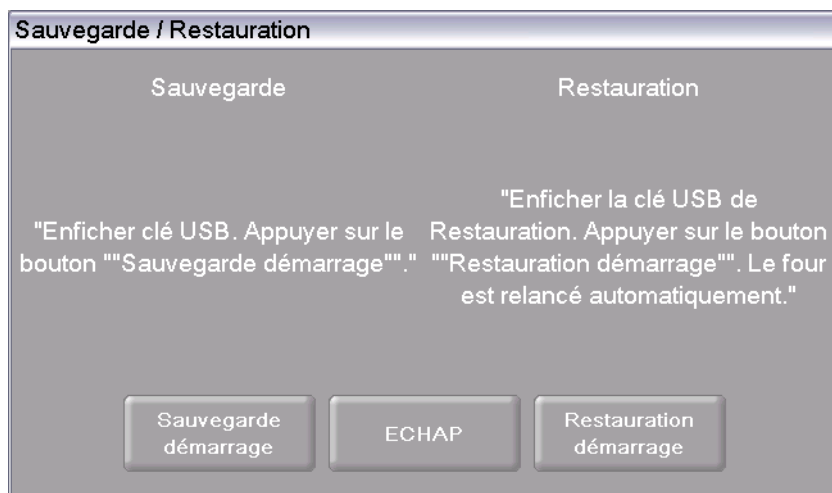 Sauvegarde / Restauration
Sauvegarde
"Enficher clé USB. Appuyer sur le
bouton ""Sauvegarde démarrage""."
Restauration
"Enficher la clé USB de
Restauration. Appuyer sur le bouton
""Restauration démarrage"". Le four
est relancé automatiquement."
Sauvegarde
démarrage
ECHAP
Restauration
démarrage